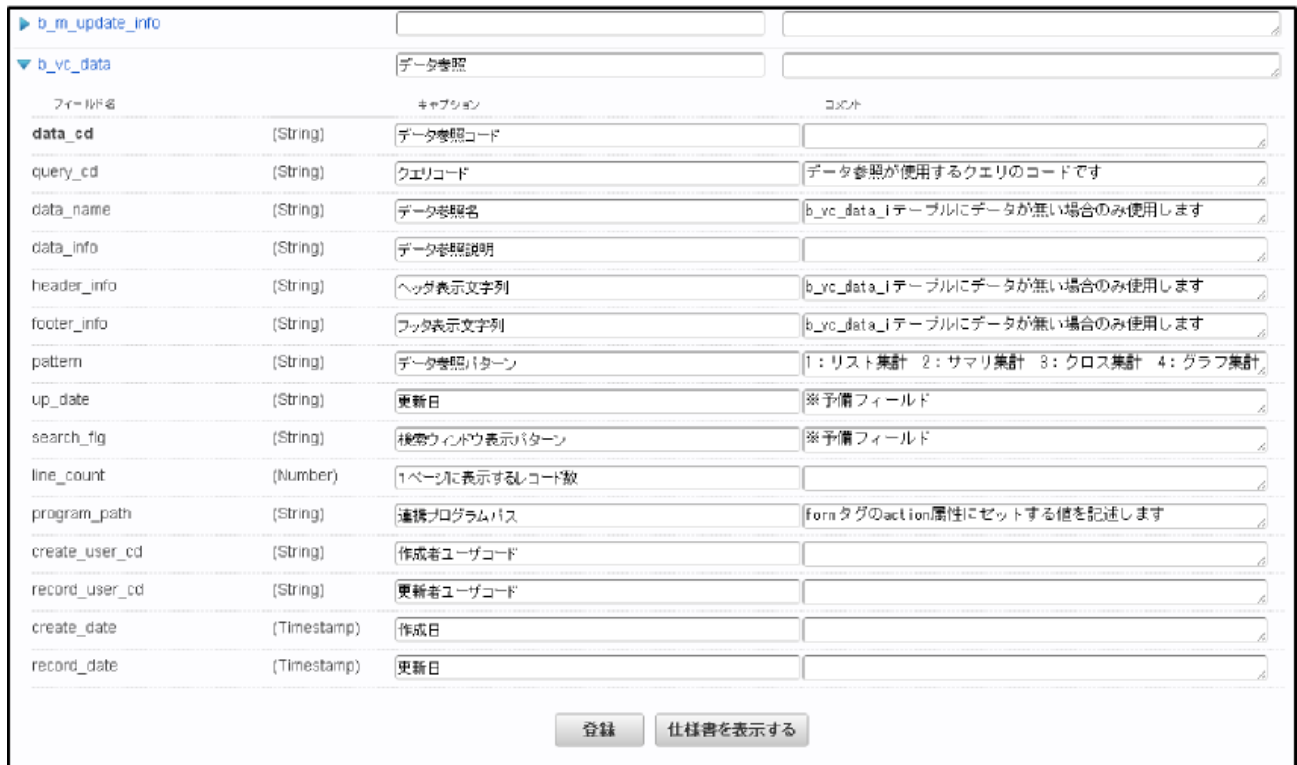 b_m_update_info
b_vc_data データ参照
フィールド名 キャプション コメント
data_cd (String) データ参照コード
query_cd (String) クエリコード データ参照が使用するクエリのコードです
data_name (String) データ参照名 b_vc_data_iテーブルにデータが無い場合のみ使用します
data_info (String) データ参照説明
header_info (String) ヘッダ表示文字列 b_vc_data_iテーブルにデータが無い場合のみ使用します
footer_info (String) フッタ表示文字列 b_vc_data_iテーブルにデータが無い場合のみ使用します
pattern (String) データ参照パターン 1:リスト集計 2:サマリ集計 3:クロス集計 4:グラフ集計
up_date (String) 更新日 ※予備フィールド
search_flg (String) 検索ウィンドウ表示パターン ※予備フィールド
line_count (Number) 1ページに表示するレコード数
program_path (String) 連携プログラムパス formタグのaction属性にセットする値を記述します
create_user_cd (String) 作成者ユーザコード
record_user_cd (String) 更新者ユーザコード
create_date (Timestamp) 作成日
record_date (Timestamp) 更新日
登録 仕様書を表示する